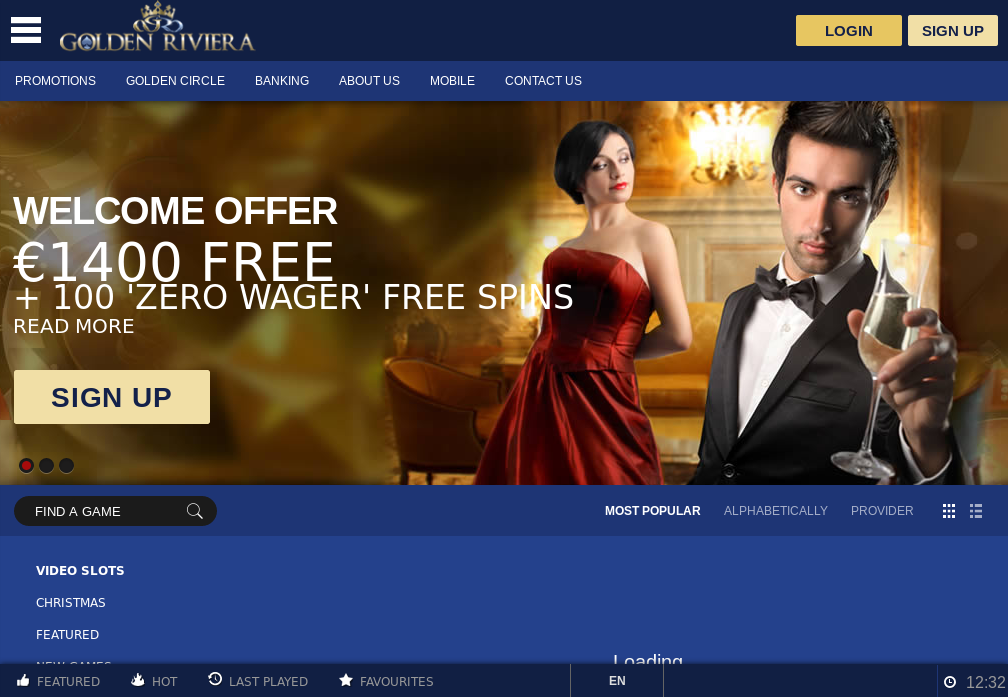 GOLDEN RIVIERA
LOGIN
SIGN UP
PROMOTIONS
GOLDEN CIRCLE
BANKING
ABOUT US
MOBILE
CONTACT US
WELCOME OFFER
€1400 FREE
+ 100 'ZERO WAGER' FREE SPINS
READ MORE
SIGN UP
FIND A GAME
MOST POPULAR
ALPHABETICALLY
PROVIDER
VIDEO SLOTS
CHRISTMAS
FEATURED
NEW GAMES
Loading
FEATURED
HOT
LAST PLAYED
FAVOURITES
EN
12:32